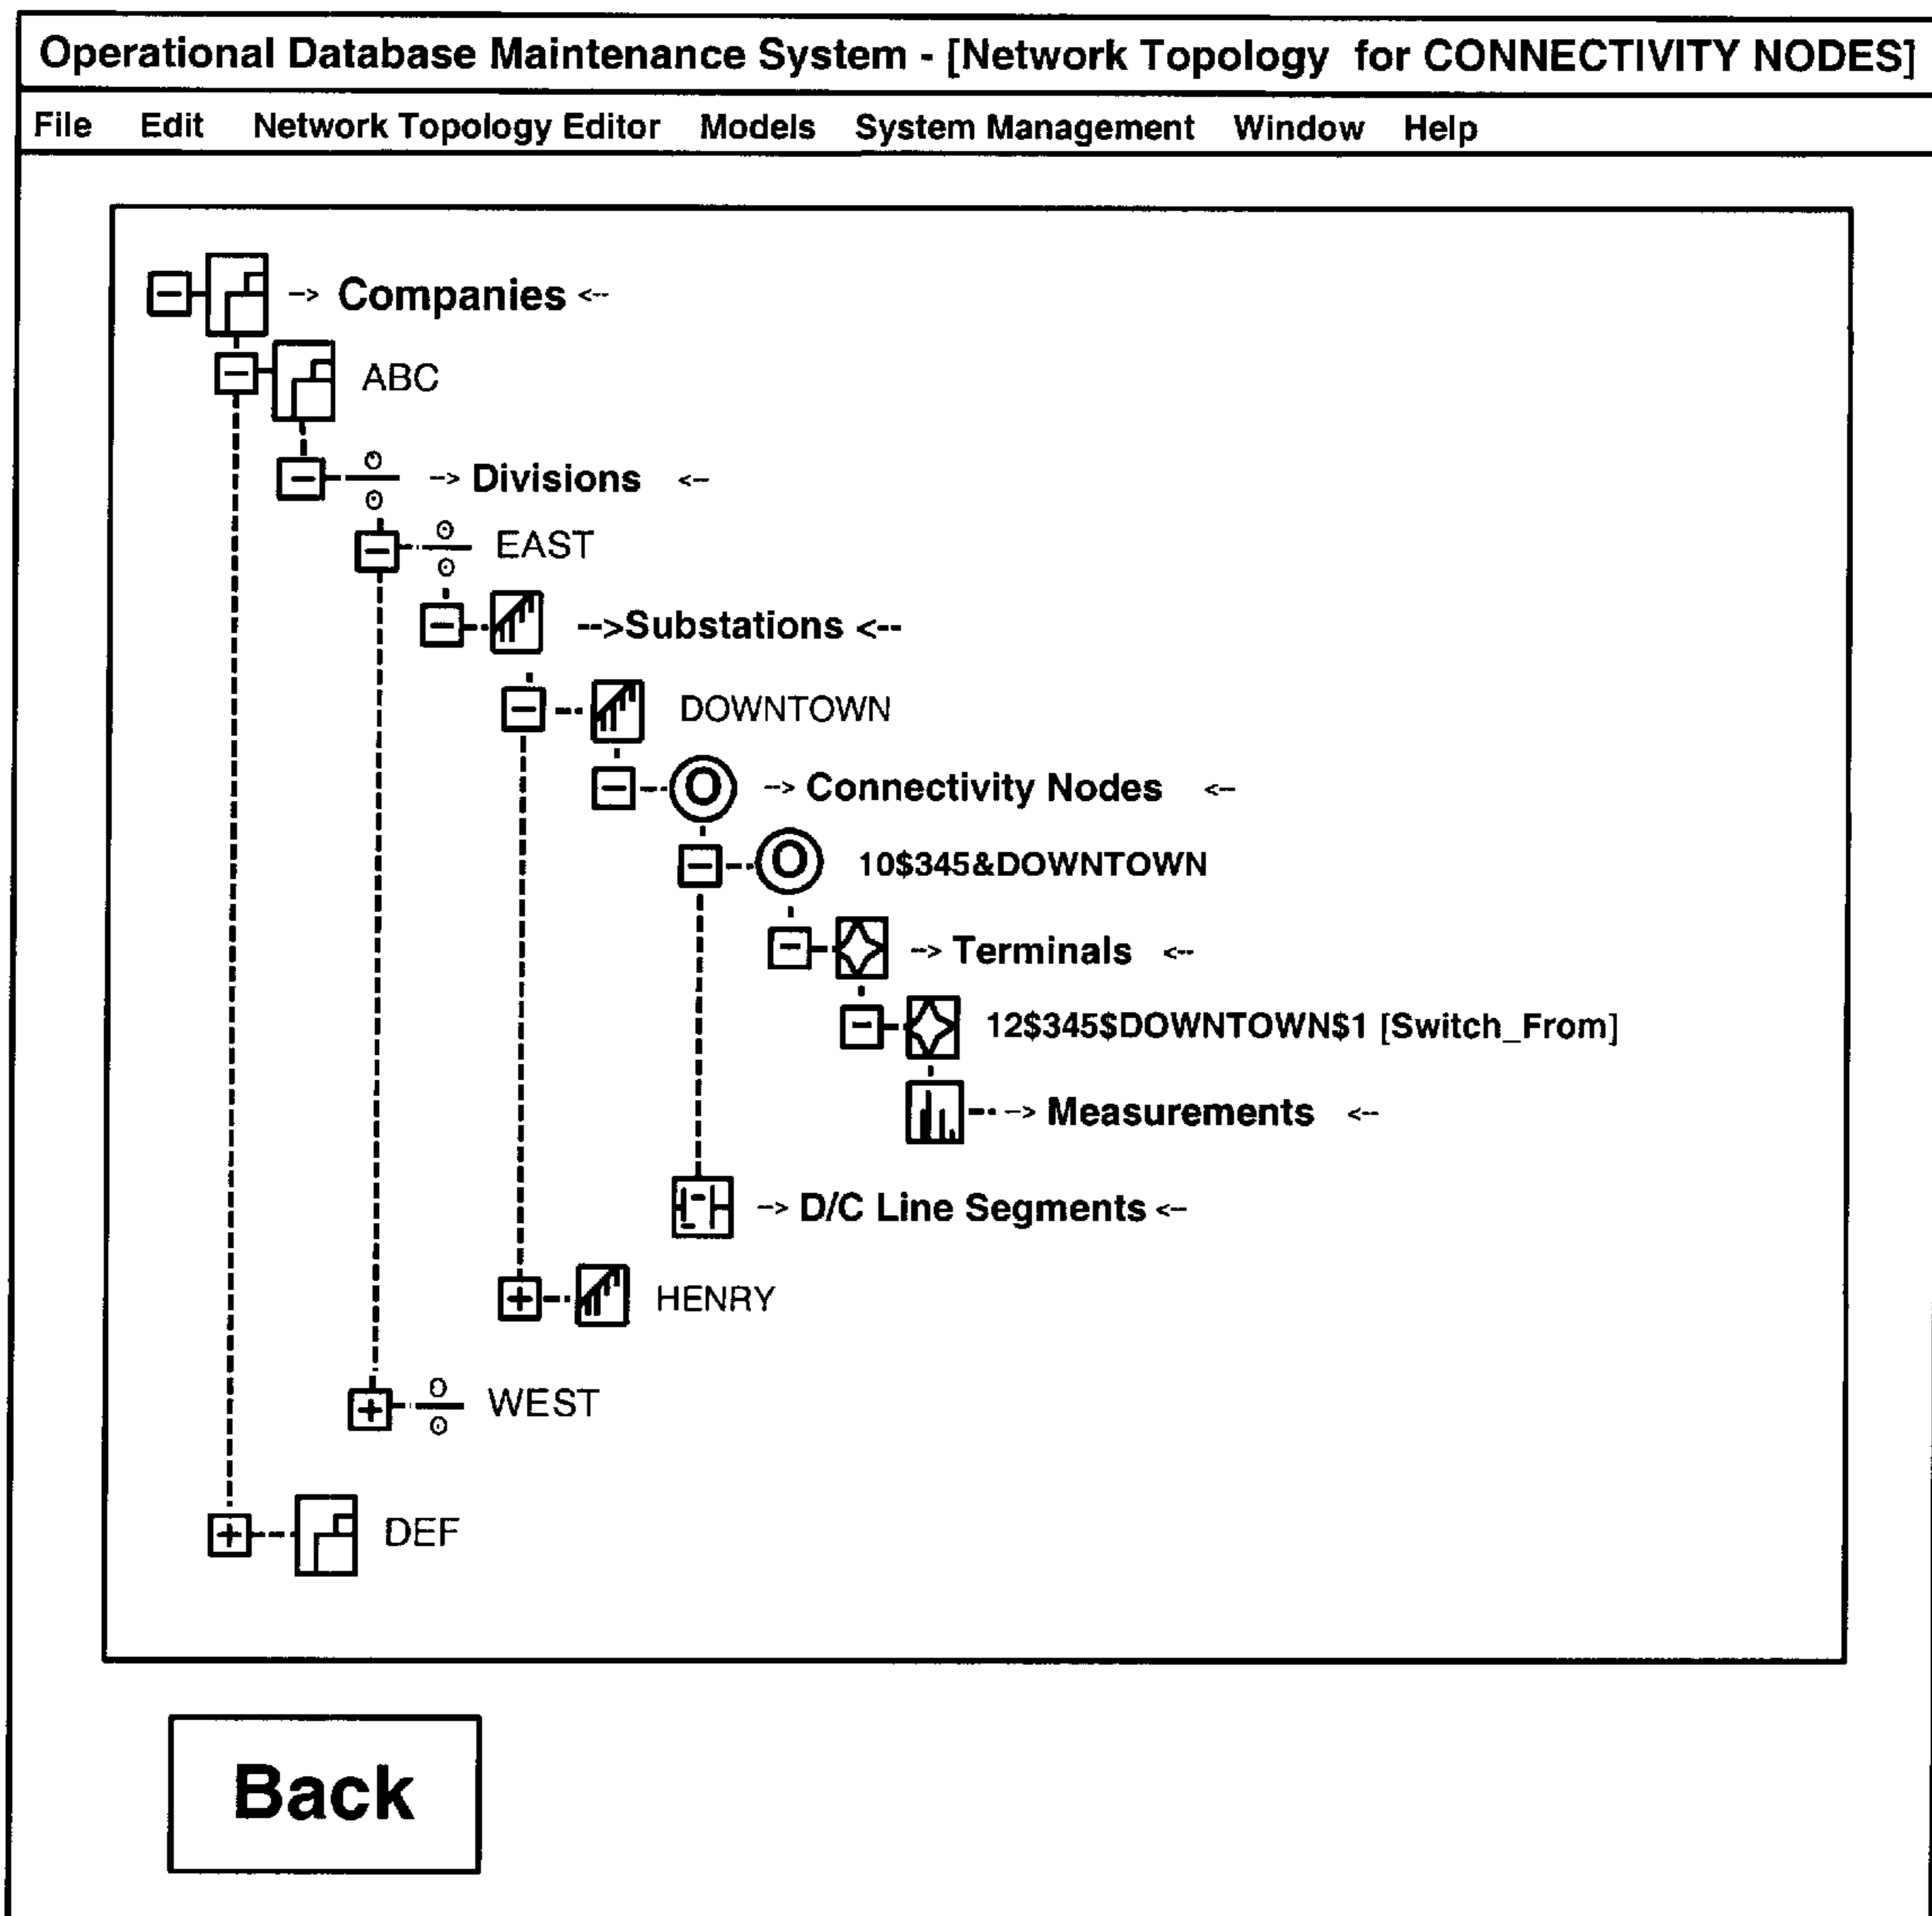 Operational Database Maintenance System - [Network Topology for CONNECTIVITY NODES]
File Edit Network Topology Editor Models System Management Window Help
--> Companies <--
ABC
--> Divisions <--
EAST
-->Substations <--
DOWNTOWN
--> Connectivity Nodes <--
10$345&DOWNTOWN
--> Terminals <--
12$345$DOWNTOWN$1 [Switch_From]
--> Measurements <--
--> D/C Line Segments <--
HENRY
WEST
DEF
Back